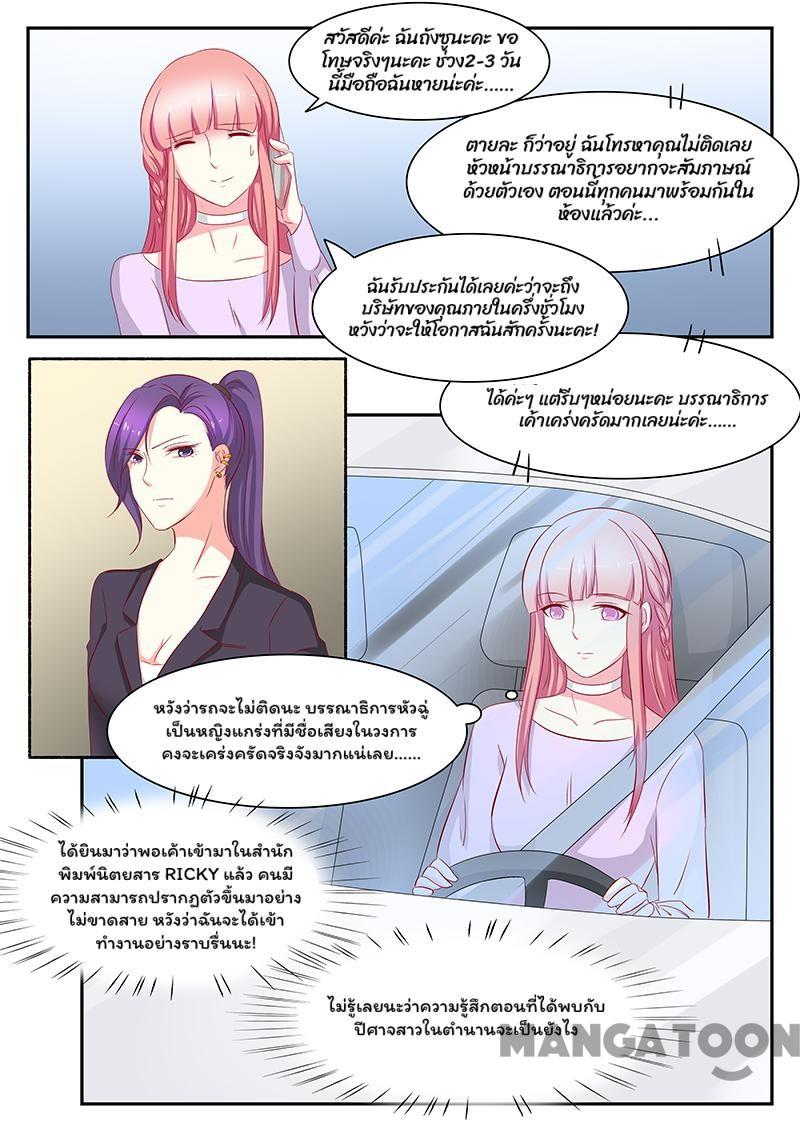 สวัสดีค่ะ ฉันถังซูนะคะ ขอ
โทษจริงๆนะคะ ช่วง2-3 วัน
นี้มือถือฉันหายน่ะค่ะ......
ตายละ ก็ว่าอยู่ ฉันโทรหาคุณไม่ติดเลย
หัวหน้าบรรณาธิการอยากจะสัมภาษณ์
ด้วยตัวเอง ตอนนี้ทุกคนมาพร้อมกันใน
ห้องแล้วค่ะ...
ฉันรับประกันได้เลยค่ะว่าจะถึง
บริษัทของคุณภายในครึ่งชั่วโมง
หวังว่าจะให้โอกาสฉันสักครั้งนะคะ!
ได้ค่ะๆ แต่รีบๆหน่อยนะคะ บรรณาธิการ
เค้าเคร่งครัดมากเลยน่ะค่ะ......
หวังว่ารถจะไม่ติดนะ บรรณาธิการหัวฉู่
เป็นหญิงแกร่งที่มีชื่อเสียงในวงการ
คงจะเคร่งครัดจริงจังมากแน่เลย......
ได้ยินมาว่าพอเค้าเข้ามาในสำนัก
พิมพ์นิตยสาร RICKY แล้ว คนมี
ความสามารถปรากฏตัวขึ้นมาอย่าง
ไม่ขาดสาย หวังว่าฉันจะได้เข้า
ทำงานอย่างราบรื่นนะ!
ไม่รู้เลยนะว่าความรู้สึกตอนที่ได้พบกับ
ปีศาจสาวในตำนานจะเป็นยังไง
MANGATOON